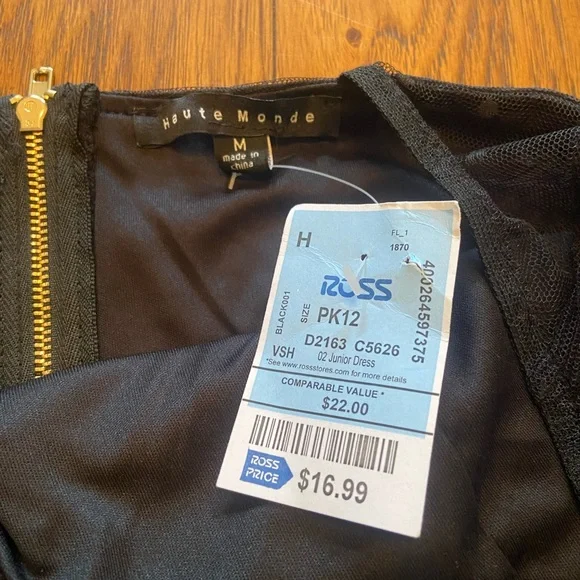 Haute Monde
M
made in
china
H
FL_1
1870
ROSS
400264597375
BLACK001
SIZE
PK12
D2163 C5626
VSH
02 Junior Dress
*See www.rossstores.com for more details
COMPARABLE VALUE *
$22.00
ROSS
PRICE
$16.99